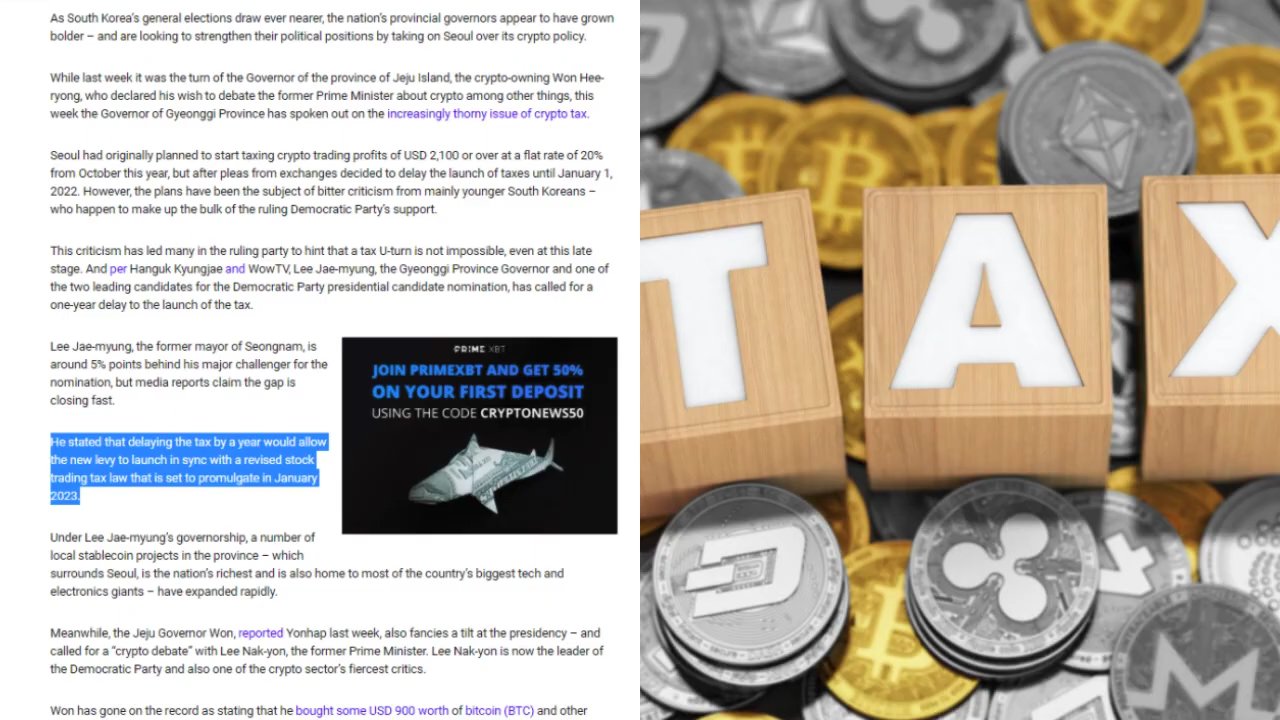 As South Korea's general elections draw ever nearer, the nation's provincial governors appear to have grown
bolder – and are looking to strengthen their political positions by taking on Seoul over its crypto policy.
While last week it was the turn of the Governor of the province of Jeju Island, the crypto-owning Won Hee-
ryong, who declared his wish to debate the former Prime Minister about crypto among other things, this
week the Governor of Gyeonggi Province has spoken out on the increasingly thorny issue of crypto tax.
Seoul had originally planned to start taxing crypto trading profits of USD 2,100 or over at a flat rate of 20%
from October this year, but after pleas from exchanges decided to delay the launch of taxes until January 1,
2022. However, the plans have been the subject of bitter criticism from mainly younger South Koreans –
who happen to make up the bulk of the ruling Democratic Party's support.
This criticism has led many in the ruling party to hint that a tax U-turn is not impossible, even at this late
stage. And per Hanguk Kyungjae and WowTV, Lee Jae-myung, the Gyeonggi Province Governor and one of
the two leading candidates for the Democratic Party presidential candidate nomination, has called for a
one-year delay to the launch of the tax.
Lee Jae-myung, the former mayor of Seongnam, is
around 5% points behind his major challenger for the
nomination, but media reports claim the gap is
closing fast.
He stated that delaying the tax by a year would allow
the new levy to launch in sync with a revised stock
trading tax law that is set to promulgate in January
2023.
PRIME XBT
JOIN PRIMEXBT AND GET 50%
ON YOUR FIRST DEPOSIT
USING THE CODE CRYPTONEWS50
Under Lee Jae-myung's governorship, a number of
local stablecoin projects in the province – which
surrounds Seoul, is the nation's richest and is also home to most of the country's biggest tech and
electronics giants – have expanded rapidly.
Meanwhile, the Jeju Governor Won, reported Yonhap last week, also fancies a tilt at the presidency – and
called for a "crypto debate" with Lee Nak-yon, the former Prime Minister. Lee Nak-yon is now the leader of
the Democratic Party and also one of the crypto sector's fiercest critics.
Won has gone on the record as stating that he bought some USD 900 worth of bitcoin (BTC) and other
TAX